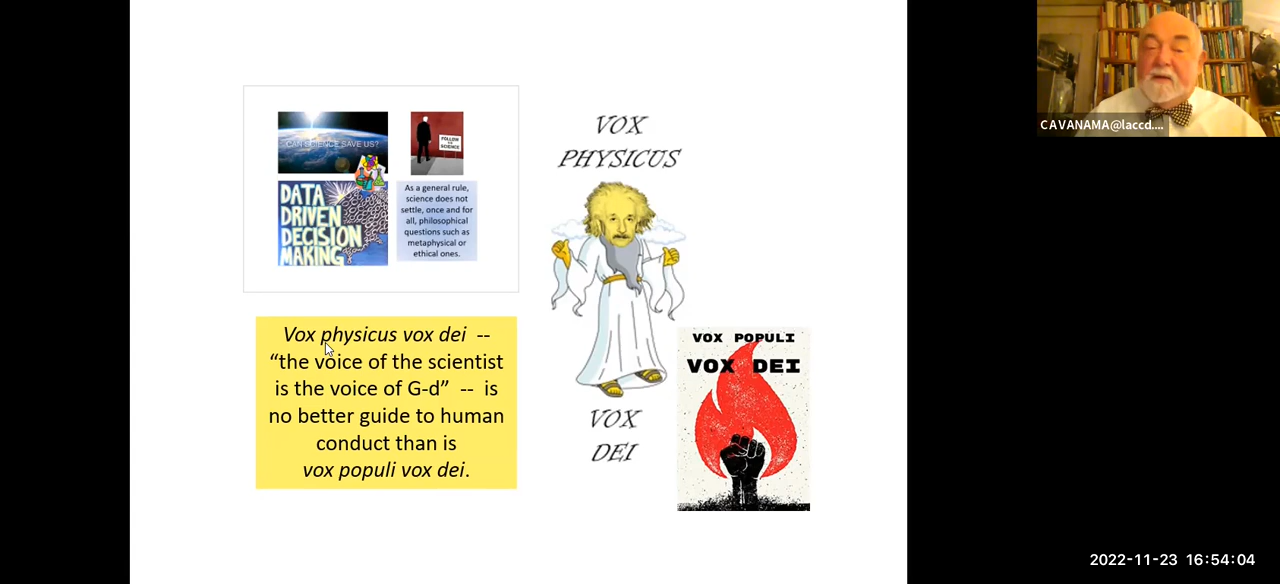 CAN SCIENCE SAVE US?
FOLLOW
SCIENCE
DATA
DRIVEN
DECISION
MAKING
As a general rule,
science does not
settle, once and for
all, philosophical
questions such as
metaphysical or
ethical ones.
Vox physicus vox dei --
“the voice of the scientist
is the voice of G-d” -- is
no better guide to human
conduct than is
vox populi vox dei.
VOX
PHYSICUS
VOX
DEI
VOX POPULI
VOX DEI
CAVANAMA@laccd....
2022-11-23 16:54:04